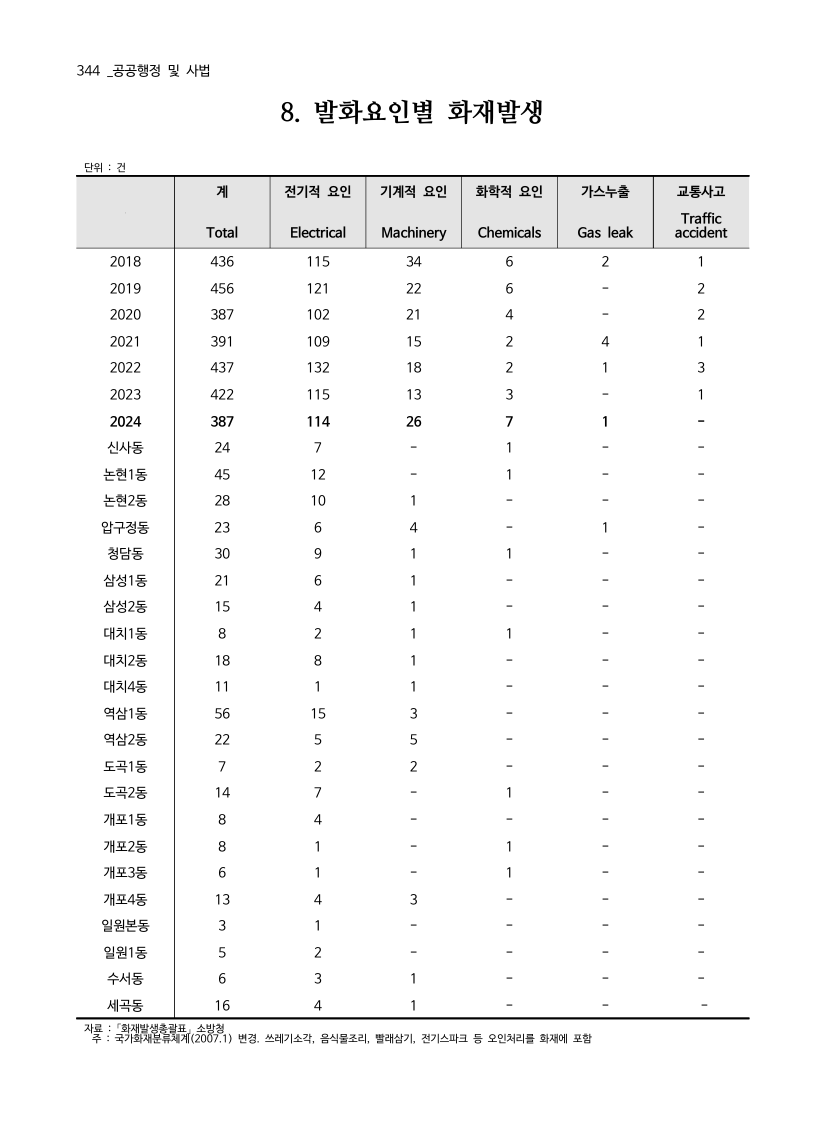 344 _공공행정 및 사법
8. 발화요인별 화재발생
단위 : 건
계 전기적 요인 기계적 요인 화학적 요인 가스누출 교통사고
Total Electrical Machinery Chemicals Gas leak Traffic accident
2018 436 115 34 6 2 1
2019 456 121 22 6 - 2
2020 387 102 21 4 - 2
2021 391 109 15 2 4 1
2022 437 132 18 2 1 3
2023 422 115 13 3 - 1
2024 387 114 26 7 1 -
신사동 24 7 - 1 - -
논현1동 45 12 - 1 - -
논현2동 28 10 1 - - -
압구정동 23 6 4 - 1 -
청담동 30 9 1 1 - -
삼성1동 21 6 1 - - -
삼성2동 15 4 1 - - -
대치1동 8 2 1 1 - -
대치2동 18 8 1 - - -
대치4동 11 1 1 - - -
역삼1동 56 15 3 - - -
역삼2동 22 5 5 - - -
도곡1동 7 2 2 - - -
도곡2동 14 7 - 1 - -
개포1동 8 4 - - - -
개포2동 8 1 - 1 - -
개포3동 6 1 - 1 - -
개포4동 13 4 3 - - -
일원본동 3 1 - - - -
일원1동 5 2 - - - -
수서동 6 3 1 - - -
세곡동 16 4 1 - - -
자료 : 「화재발생총괄표」 소방청
주 : 국가화재분류체계(2007.1) 변경. 쓰레기소각, 음식물조리, 빨래삼기, 전기스파크 등 오인처리를 화재에 포함